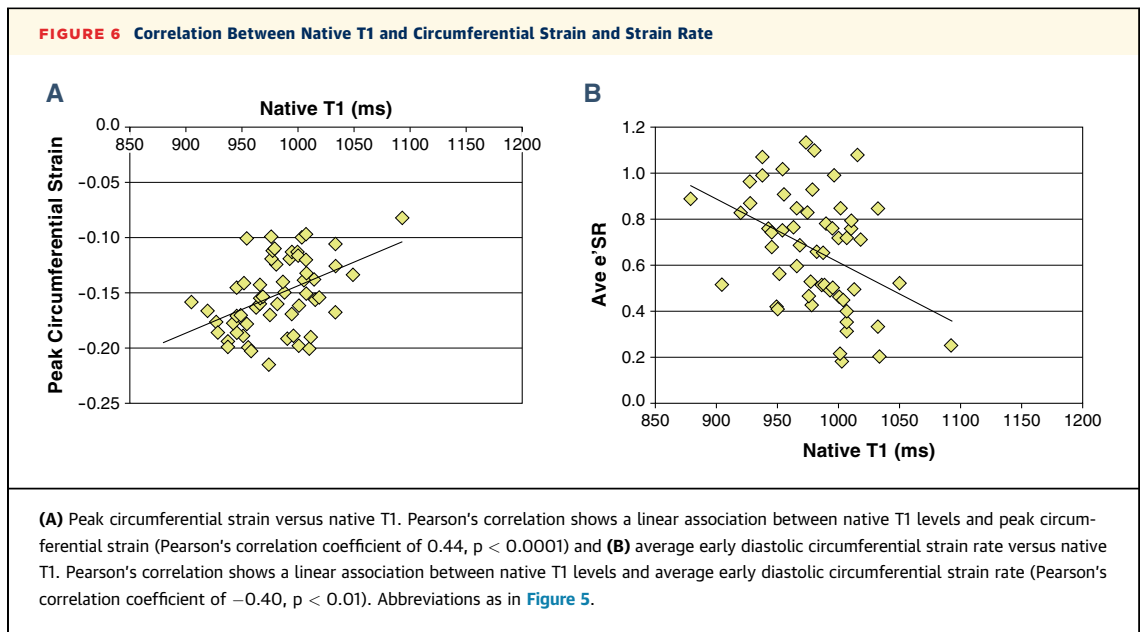 FIGURE 6 Correlation Between Native T1 and Circumferential Strain and Strain Rate
A
Native T1 (ms)
0.0
850 900 950 1000 1050 1100 1150 1200
-0.05
-0.10
-0.15
-0.20
-0.25
Peak Circumferential Strain
B
1.2
1.0
0.8
0.6
0.4
0.2
0.0
Ave e'SR
850 900 950 1000 1050 1100 1150 1200
Native T1 (ms)
(A) Peak circumferential strain versus native T1. Pearson's correlation shows a linear association between native T1 levels and peak circum-
ferential strain (Pearson's correlation coefficient of 0.44, p < 0.0001) and (B) average early diastolic circumferential strain rate versus native
T1. Pearson's correlation shows a linear association between native T1 levels and average early diastolic circumferential strain rate (Pearson's
correlation coefficient of −0.40, p < 0.01). Abbreviations as in Figure 5.